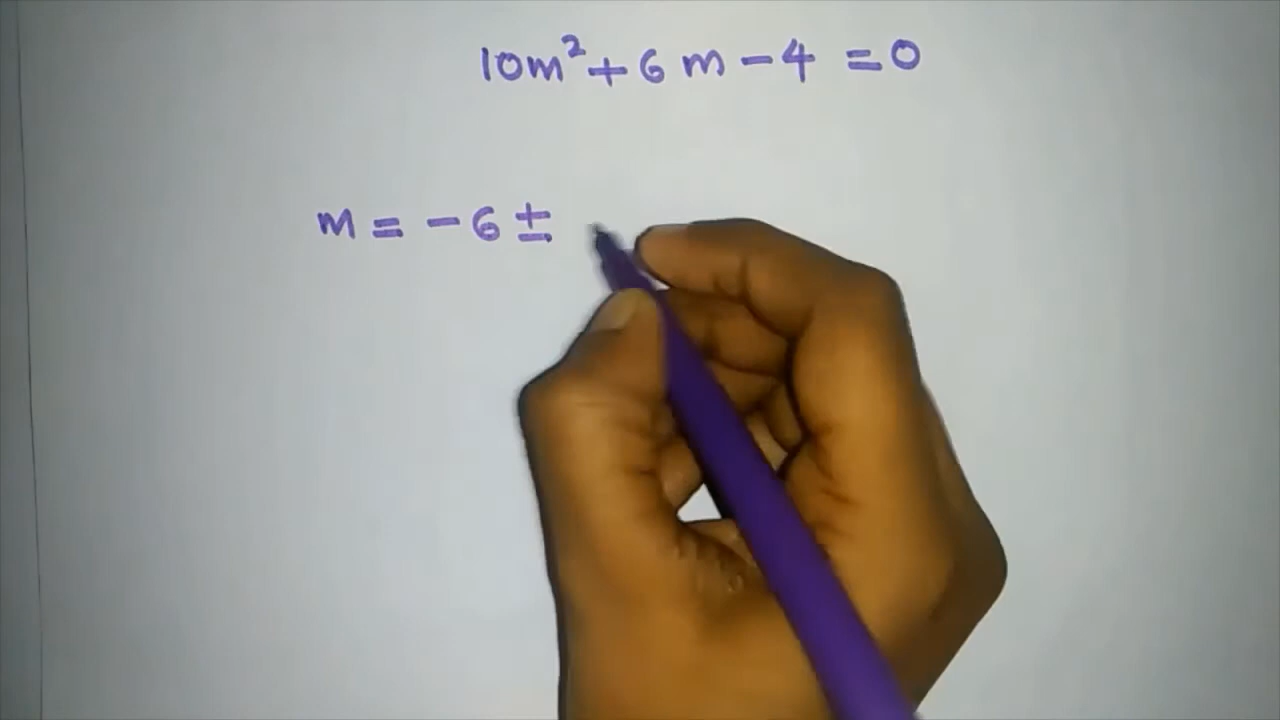 10m² + 6m - 4 = 0
m = -6 ±